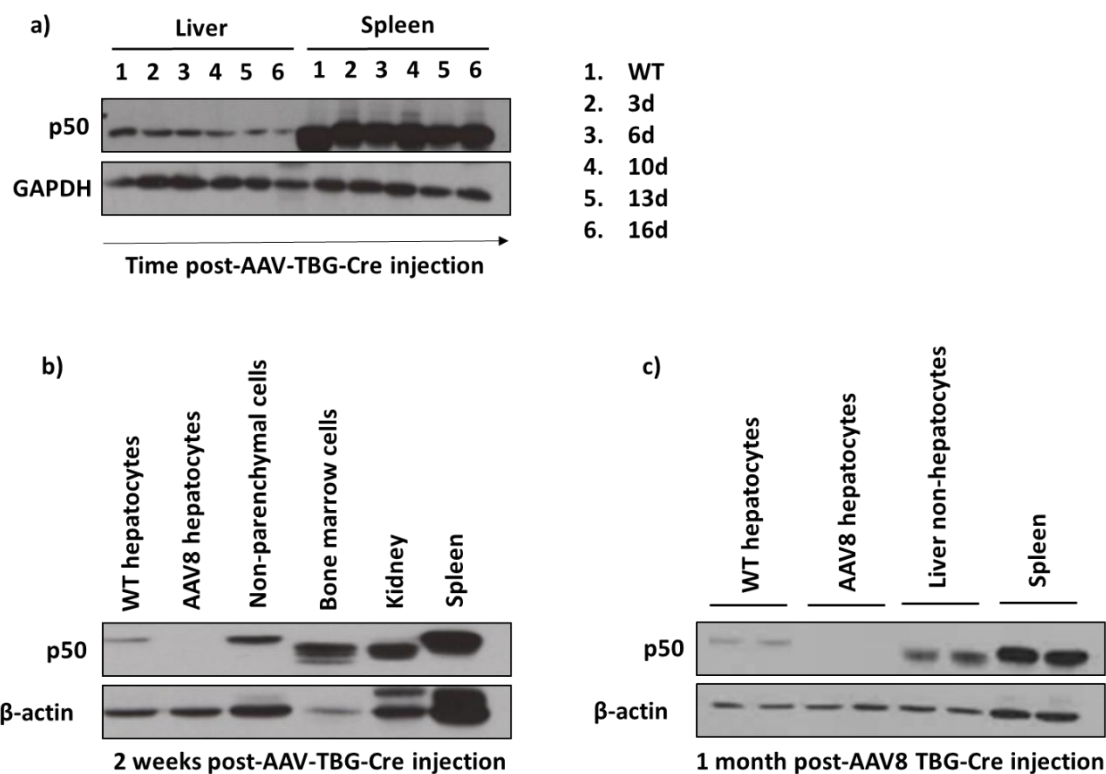 a)
Liver Spleen
1 2 3 4 5 6 1 2 3 4 5 6
p50
GAPDH
Time post-AAV-TBG-Cre injection
1. WT
2. 3d
3. 6d
4. 10d
5. 13d
6. 16d
b)
WT hepatocytes
AAV8 hepatocytes
Non-parenchymal cells
Bone marrow cells
Kidney
Spleen
p50
β-actin
2 weeks post-AAV-TBG-Cre injection
c)
WT hepatocytes
AAV8 hepatocytes
Liver non-hepatocytes
Spleen
p50
β-actin
1 month post-AAV8 TBG-Cre injection